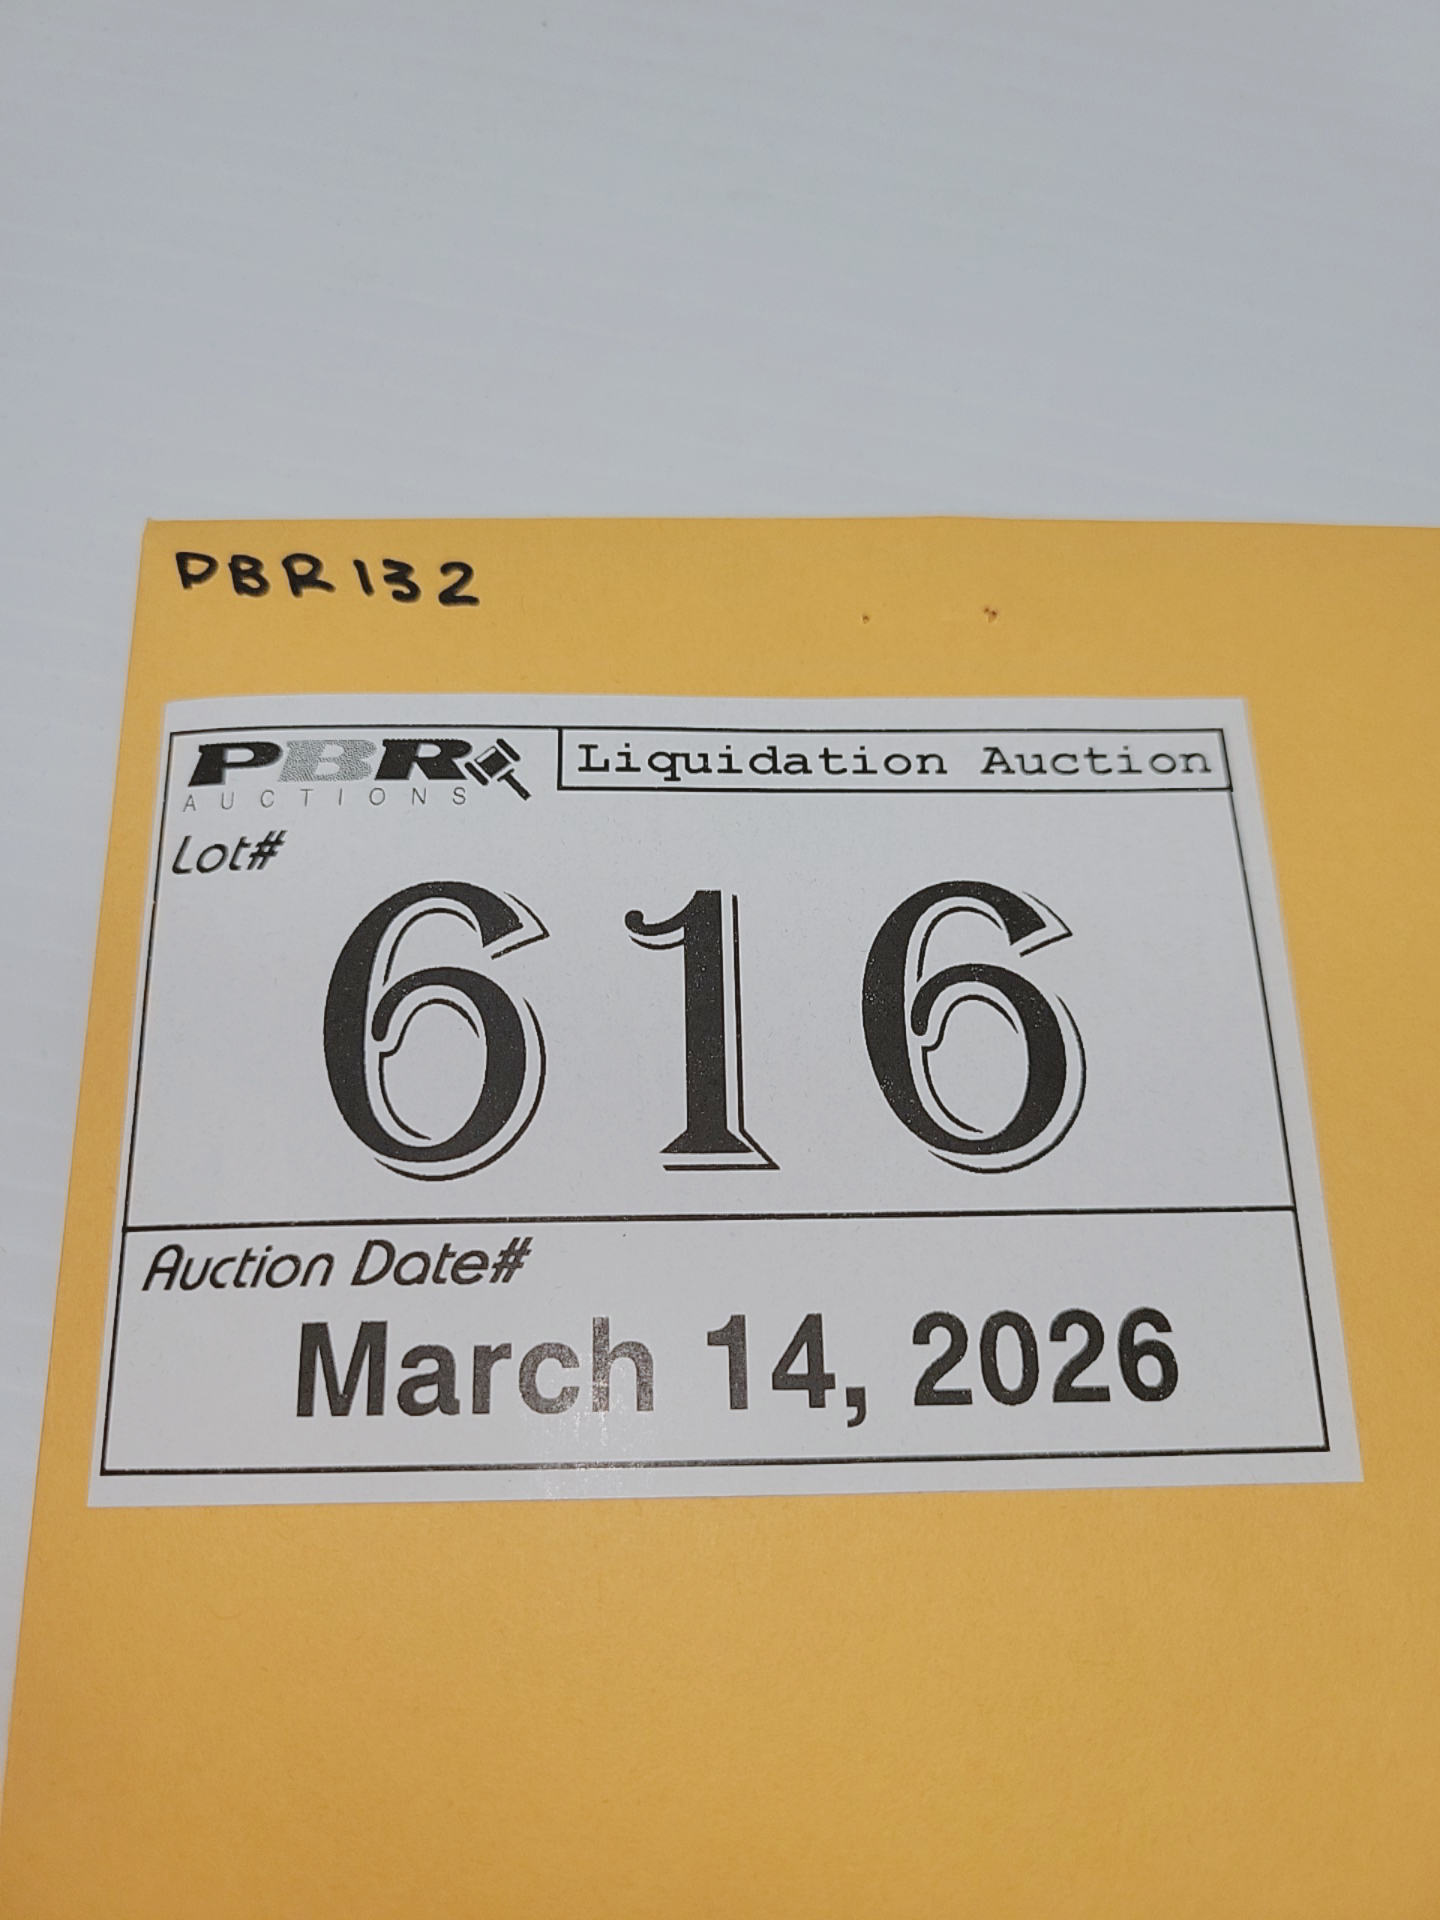 PBR132
PBR
AUCTIONS
Liquidation Auction
Lot#
616
Auction Date#
March 14, 2026